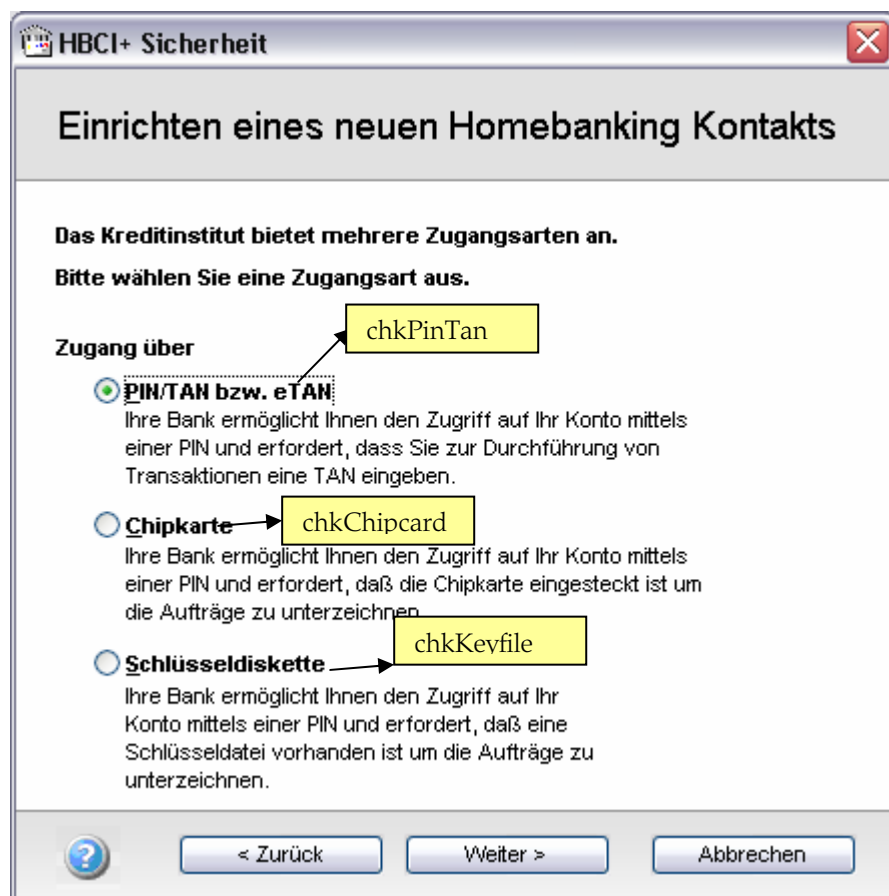 HBCI+ Sicherheit
Einrichten eines neuen Homebanking Kontakts
Das Kreditinstitut bietet mehrere Zugangsarten an.
Bitte wählen Sie eine Zugangsart aus.
chkPinTan
Zugang über
PIN/TAN bzw. eTAN
Ihre Bank ermöglicht Ihnen den Zugriff auf Ihr Konto mittels
einer PIN und erfordert, dass Sie zur Durchführung von
Transaktionen eine TAN eingeben.
Chipkarte
chkChipcard
Ihre Bank ermöglicht Ihnen den Zugriff auf Ihr Konto mittels
einer PIN und erfordert, daß die Chipkarte eingesteckt ist um
die Aufträge zu unterzeichnen
chkKeyfile
Schlüsseldiskette
Ihre Bank ermöglicht Ihnen den Zugriff auf Ihr
Konto mittels einer PIN und erfordert, daß eine
Schlüsseldatei vorhanden ist um die Aufträge zu
unterzeichnen.
?
< Zurück
Weiter >
Abbrechen